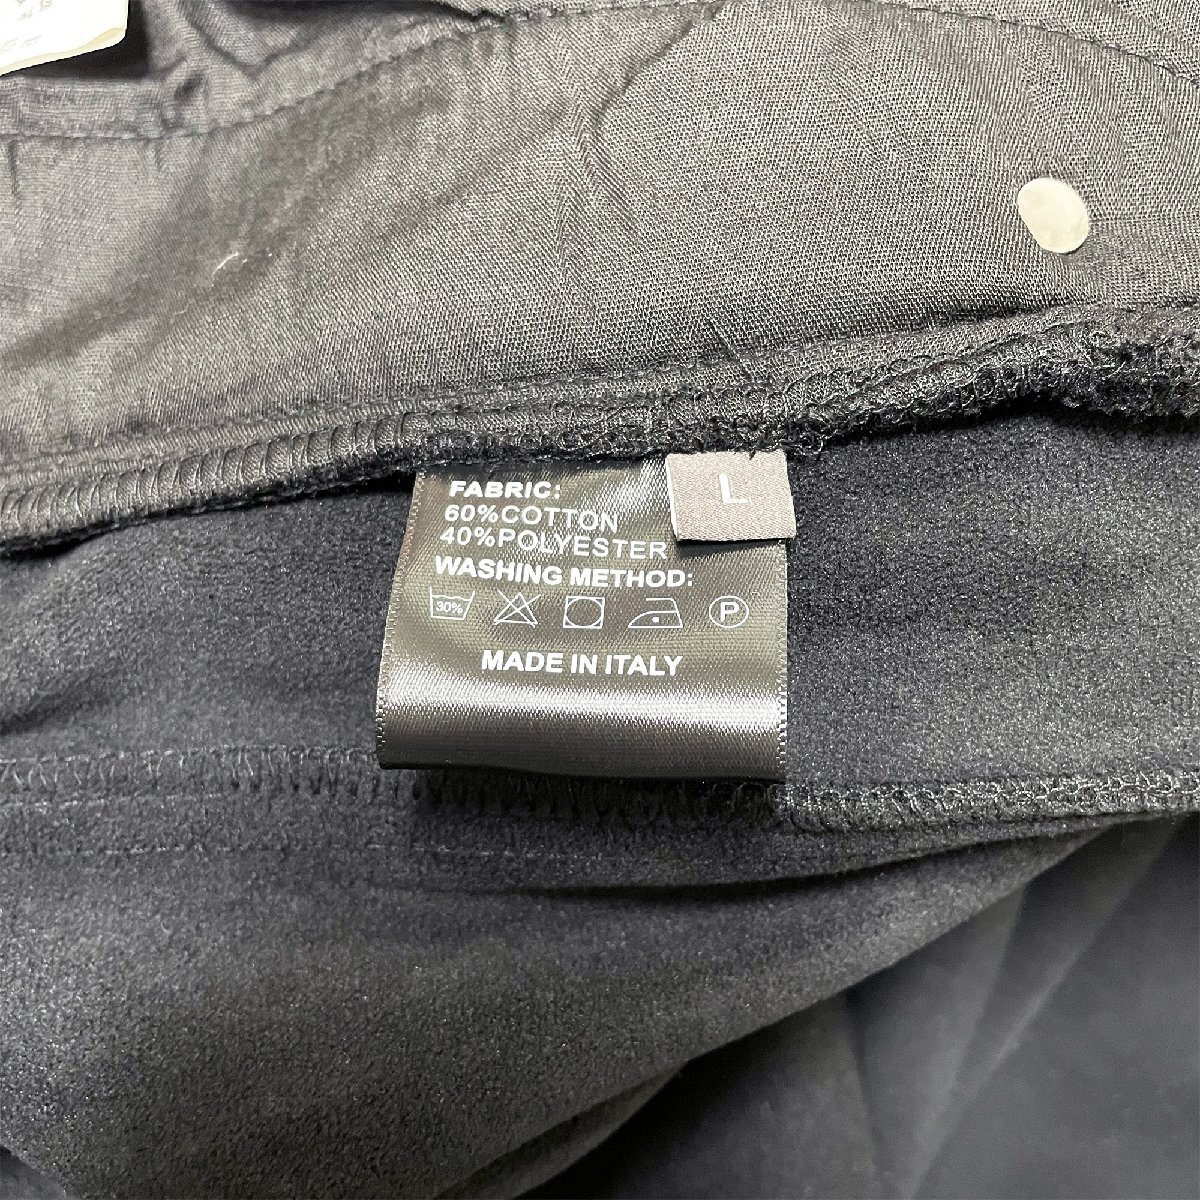 L
FABRIC:
60%COTTON
40%POLYESTER
WASHING METHOD:
30% P
MADE IN ITALY